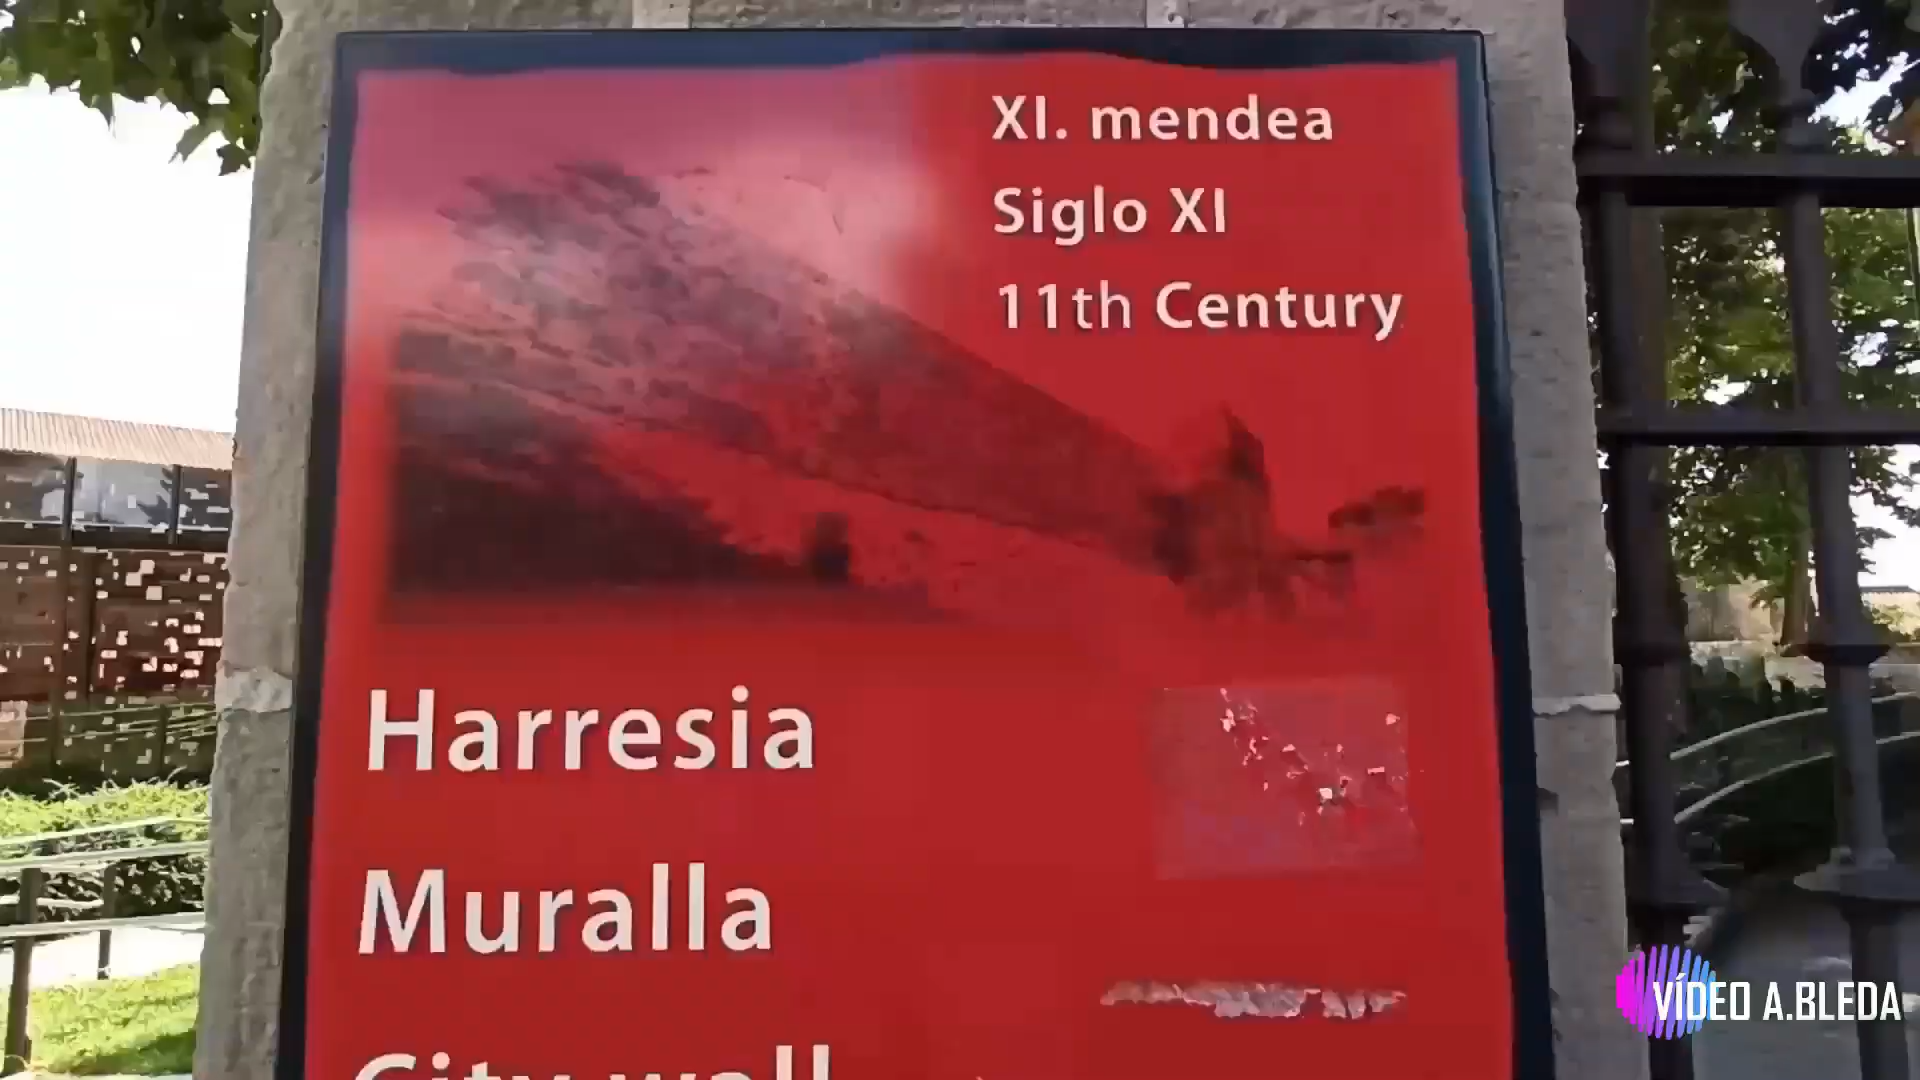 XI. mendea
Siglo XI
11th Century
Harresia
Muralla
City wall
VÍDEO A.BLEDA